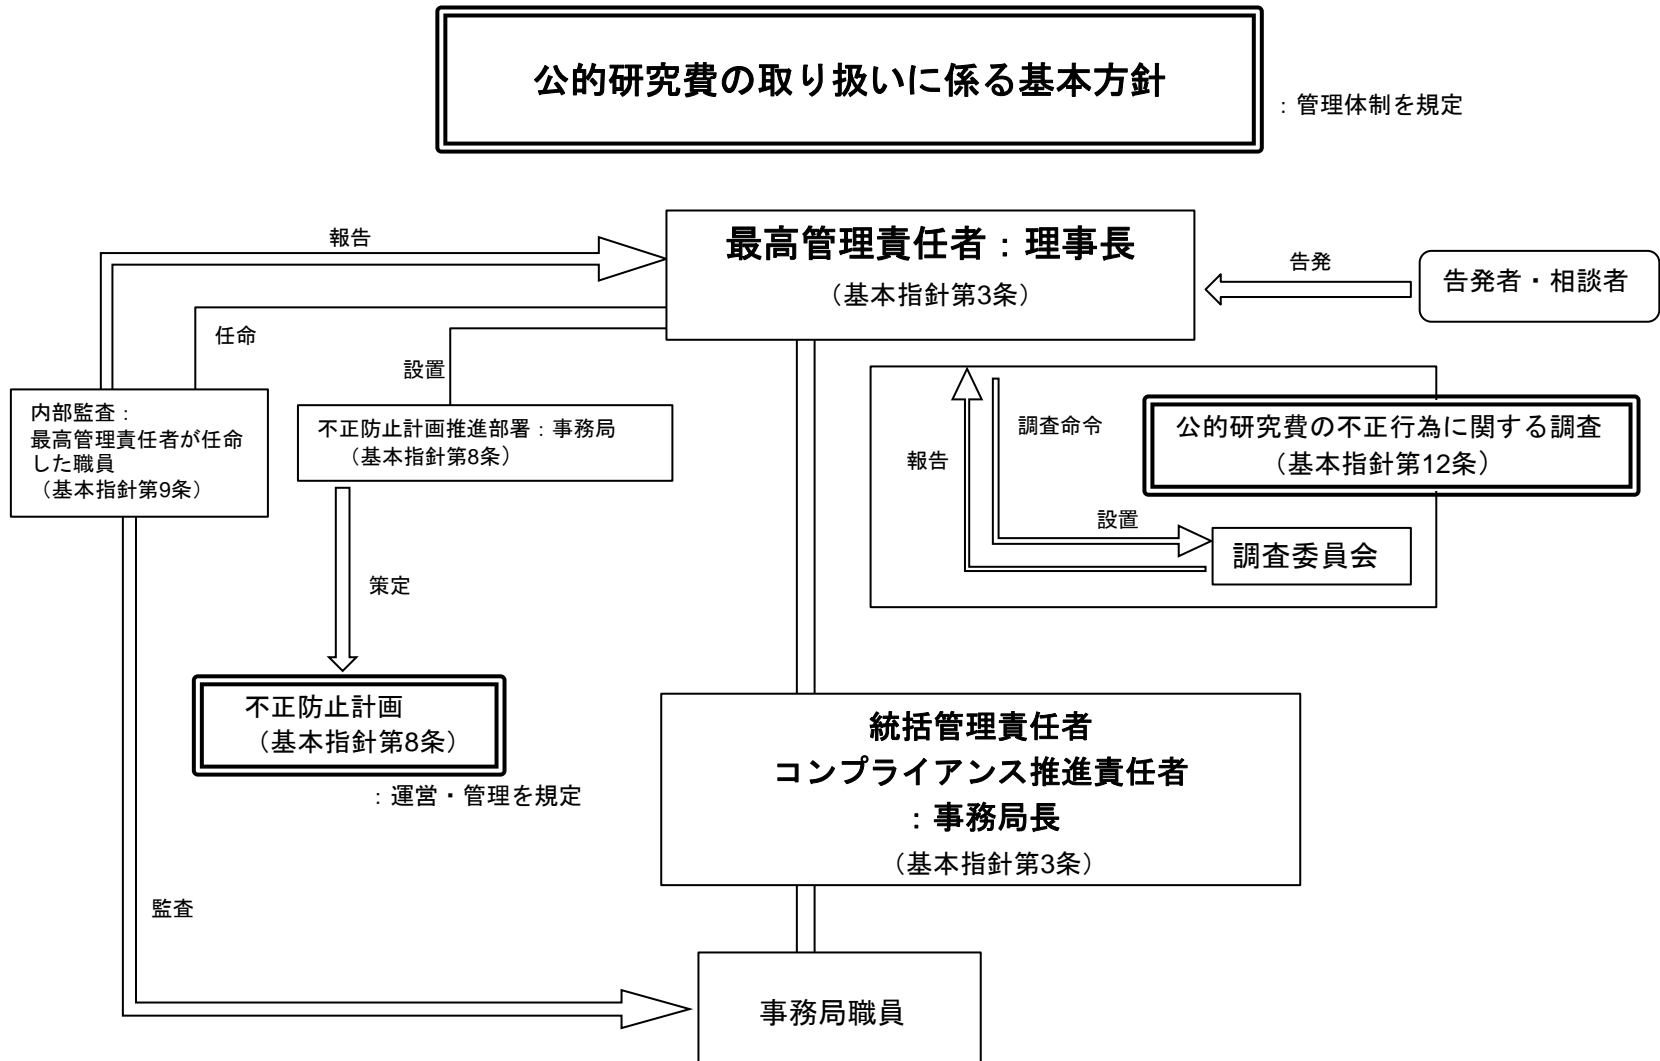 公的研究費の取り扱いに係る基本方針
：管理体制を規定
報告
最高管理責任者：理事長
（基本指針第3条）
告発
告発者・相談者
任命
設置
内部監査：
最高管理責任者が任命
した職員
（基本指針第9条）
不正防止計画推進部署：事務局
（基本指針第8条）
調査命令
報告
公的研究費の不正行為に関する調査
（基本指針第12条）
設置
調査委員会
策定
不正防止計画
（基本指針第8条）
：運営・管理を規定
統括管理責任者
コンプライアンス推進責任者
：事務局長
（基本指針第3条）
監査
事務局職員